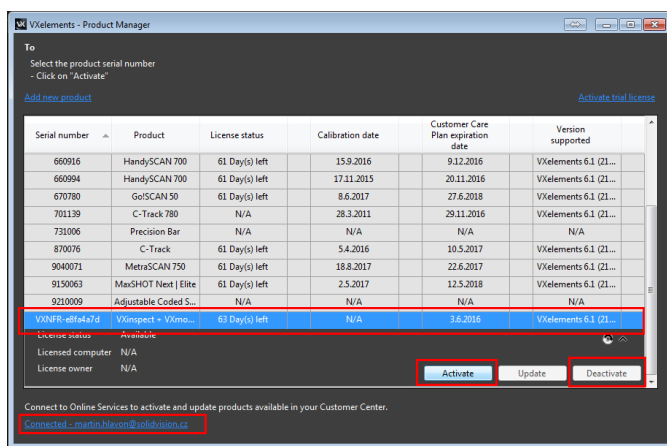 VXelements - Product Manager
To
Select the product serial number
- Click on "Activate"
Add new product Activate trial license
Serial number Product License status Calibration date Customer Care Plan expiration date Version supported
660916 HandySCAN 700 61 Day(s) left 15.9.2016 9.12.2016 VXelements 6.1 (21...
660994 HandySCAN 700 61 Day(s) left 17.11.2015 20.11.2016 VXelements 6.1 (21...
670780 Go!SCAN 50 61 Day(s) left 8.6.2017 27.6.2018 VXelements 6.1 (21...
701139 C-Track 780 N/A 28.3.2011 29.11.2016 VXelements 6.1 (21...
731006 Precision Bar N/A N/A N/A N/A
870076 C-Track 61 Day(s) left 5.4.2016 10.5.2017 VXelements 6.1 (21...
9040071 MetraSCAN 750 61 Day(s) left 18.8.2017 22.6.2017 VXelements 6.1 (21...
9150063 MaxSHOT Next | Elite 61 Day(s) left 2.5.2017 12.5.2018 VXelements 6.1 (21...
9210009 Adjustable Coded S... N/A N/A N/A N/A
VXNFR-e8fa4a7d VXinspect + VXmo... 63 Day(s) left N/A 3.6.2016 VXelements 6.1 (21...
License status Available
Licensed computer N/A
License owner N/A
Activate Update Deactivate
Connect to Online Services to activate and update products available in your Customer Center.
Connected - martin.hlavon@solidvision.cz